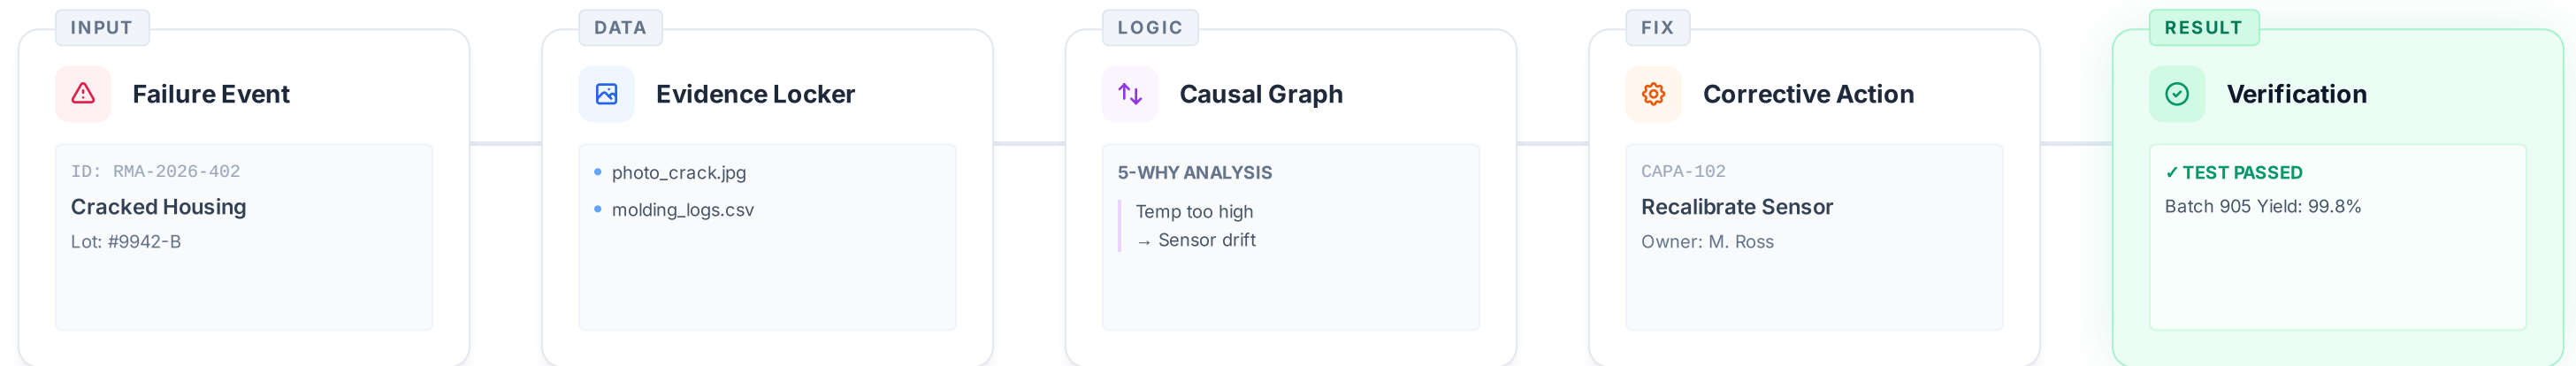 INPUT
Failure Event
ID: RMA-2026-402
Cracked Housing
Lot: #9942-B
DATA
Evidence Locker
photo_crack.jpg
molding_logs.csv
LOGIC
Causal Graph
5-WHY ANALYSIS
Temp too high
→ Sensor drift
FIX
Corrective Action
CAPA-102
Recalibrate Sensor
Owner: M. Ross
RESULT
Verification
✓ TEST PASSED
Batch 905 Yield: 99.8%